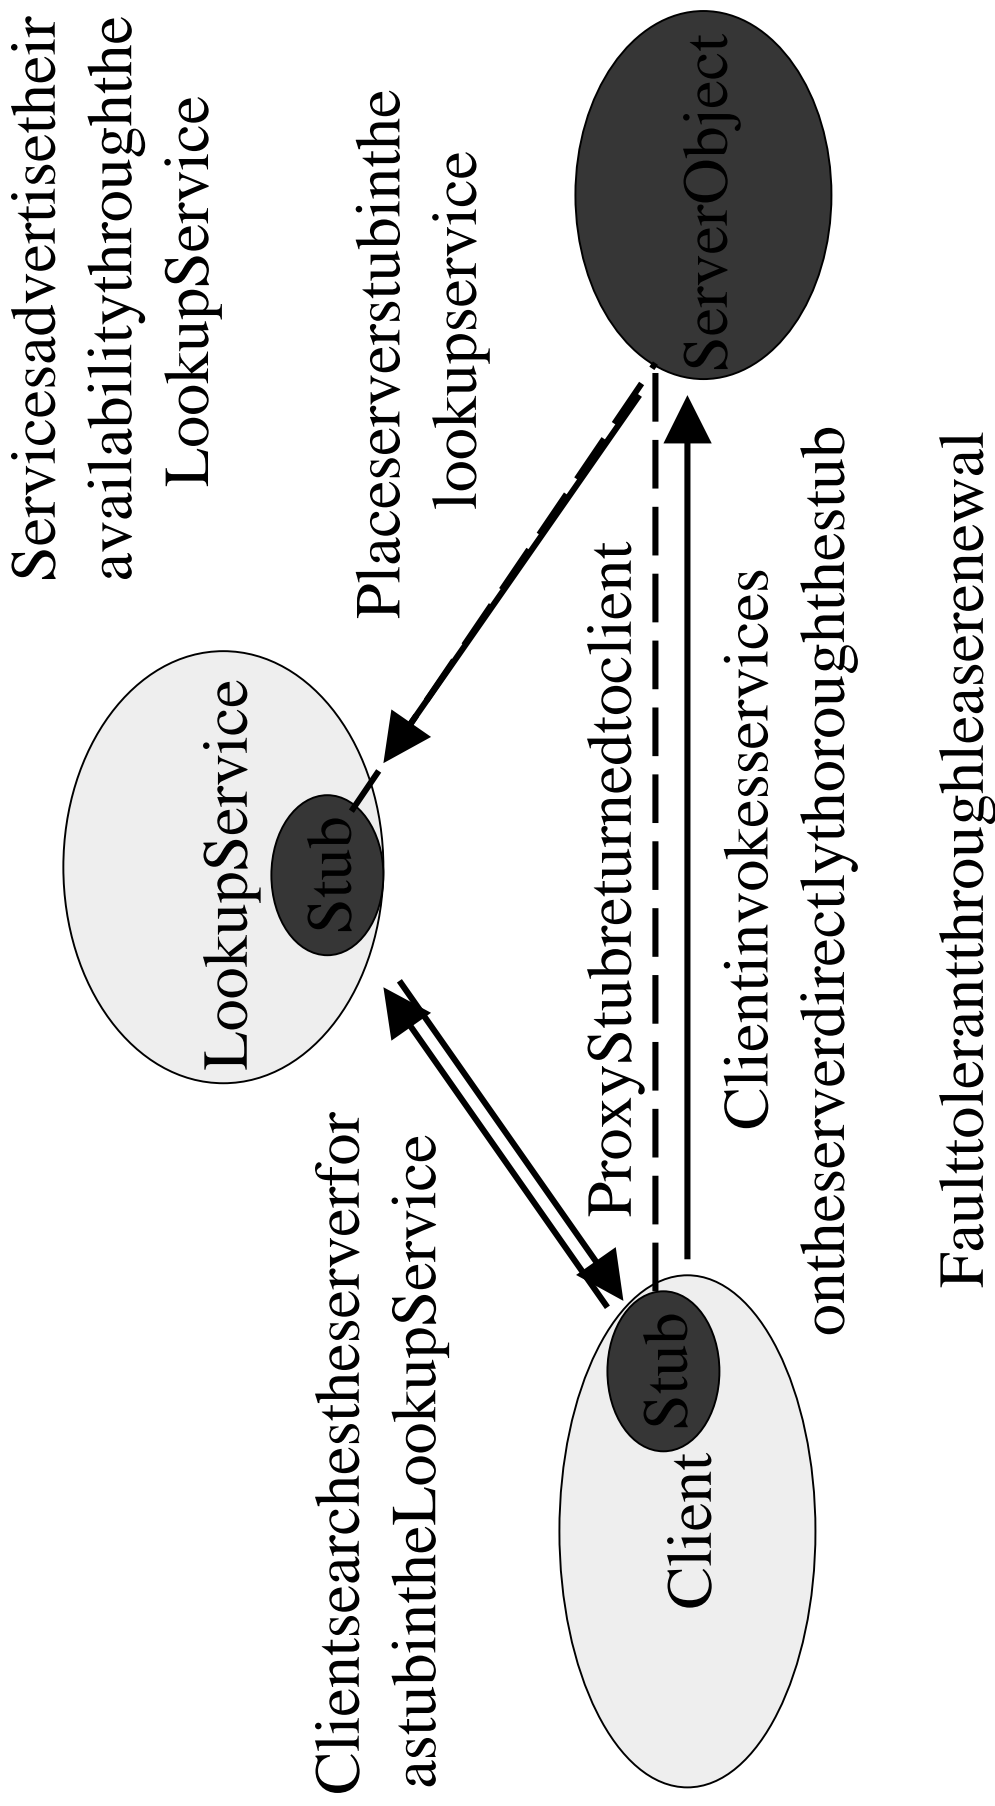 Servicesadvertisetheir
availabilitythroughthe
LookupService
LookupService
Stub
Placeserverstubinthe
lookupservice
Clientsearchestheserverfor
astubintheLookupService
ProxyStubreturnedtoclient
Client
Stub
ServerObject
Clientinvokesservices
ontheserverdirectlythoroughthestub
Faulttolerantthroughleaserenewal